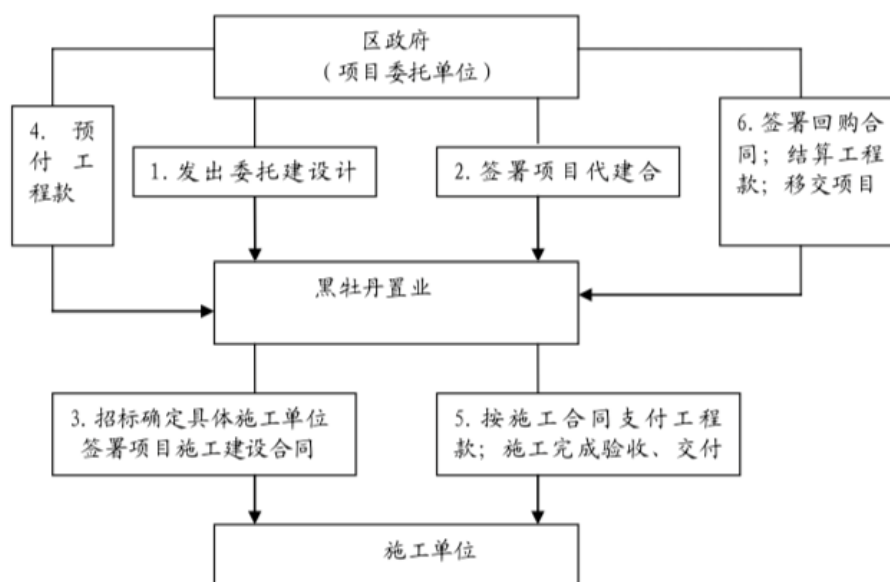 区政府
（项目委托单位）
4. 预
付工
程款
1. 发出委托建设计
2. 签署项目代建合
6. 签署回购合
同；结算工程
款；移交项目
黑牡丹置业
3. 招标确定具体施工单位
签署项目施工建设合同
5. 按施工合同支付工程
款；施工完成验收、交付
施工单位